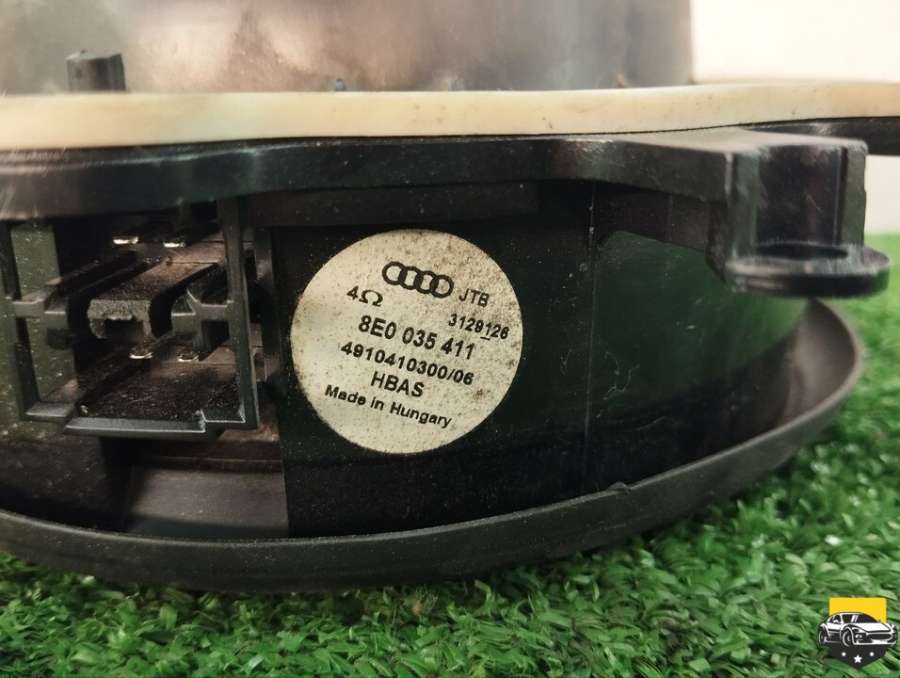 JTB
4Ω
3129126
8E0 035 411
4910410300/06
HBAS
Made in Hungary